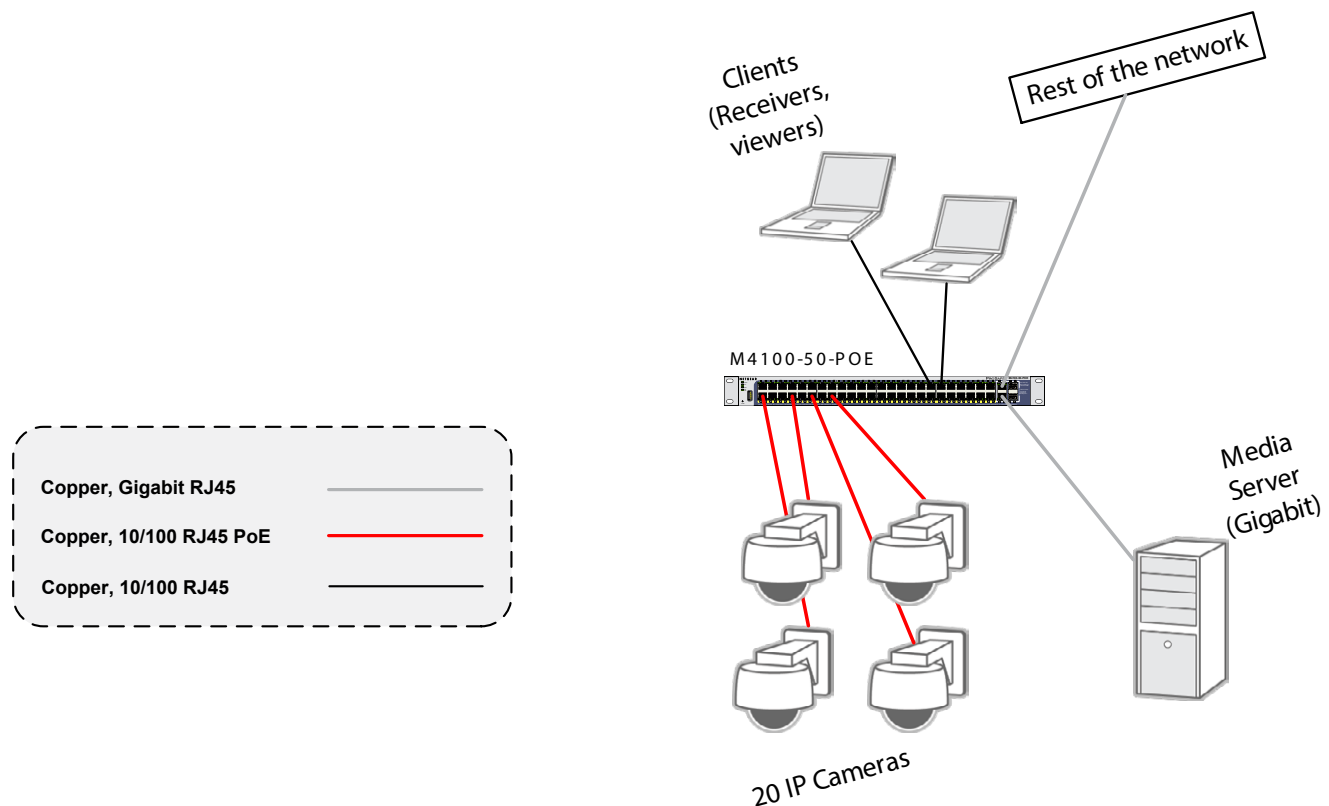 Clients
(Receivers,
viewers)
Rest of the network
M4100-50-POE
Copper, Gigabit RJ45
Copper, 10/100 RJ45 PoE
Copper, 10/100 RJ45
Media
Server
(Gigabit)
20 IP Cameras